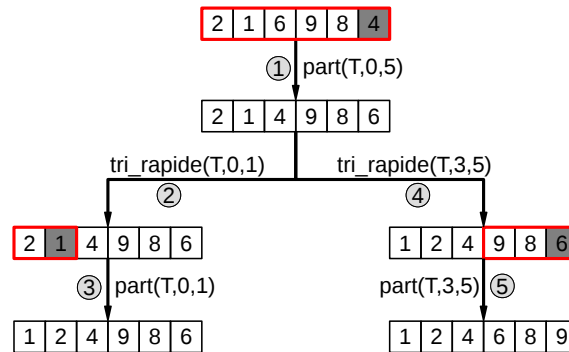 2 1 6 9 8 4
1 part(T,0,5)
2 1 4 9 8 6
tri_rapide(T,0,1) tri_rapide(T,3,5)
2 4
2 1 4 9 8 6 1 2 4 9 8 6
3 part(T,0,1) part(T,3,5) 5
1 2 4 9 8 6 1 2 4 6 8 9